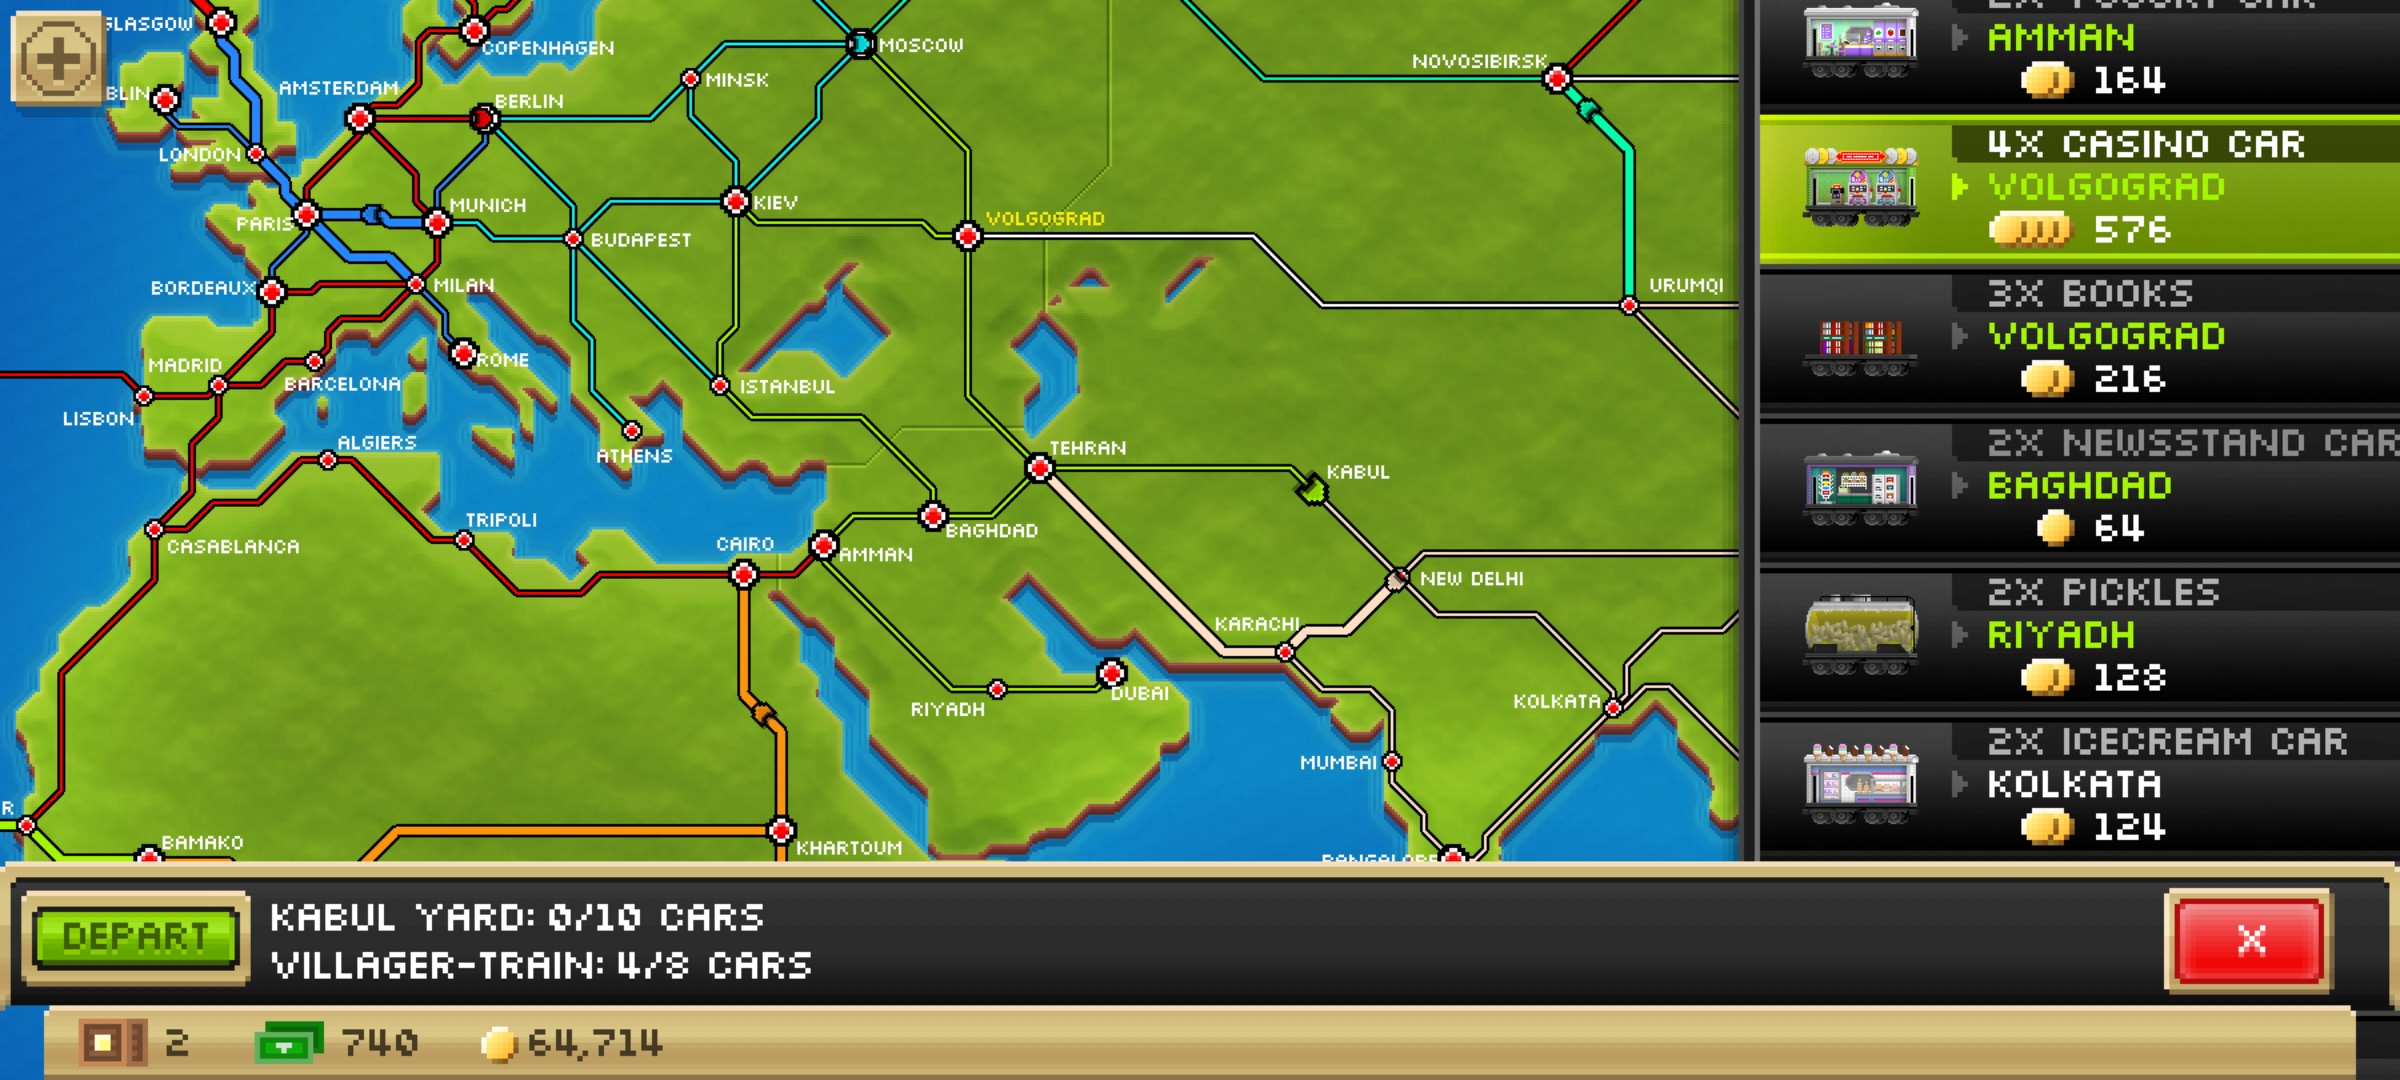 GLASGOW
COPENHAGEN
MOSCOW
NOVOSIBIRSK
MINSK
AMSTERDAM
BLIN
BERLIN
LONDON
MUNICH
KIEV
PARIS
VOLGOGRAD
BUDAPEST
BORDEAUX
MILAN
URUMQI
MADRID
ROME
BARCELONA
ISTANBUL
LISBON
ALGIERS
ATHENS
TEHRAN
KABUL
TRIPOLI
CASABLANCA
CAIRO
BAGHDAD
AMMAN
NEW DELHI
KARACHI
RIYADH
DUBAI
KOLKATA
MUMBAI
R
BAMAKO
KHARTOUM
BANGALORE
AMMAN
164
4X CASINO CAR
VOLGOGRAD
576
3X BOOKS
VOLGOGRAD
216
2X NEWSSTAND CAR
BAGHDAD
64
2X PICKLES
RIYADH
128
2X ICECREAM CAR
KOLKATA
124
DEPART
KABUL YARD: 0/10 CARS
VILLAGER-TRAIN: 4/8 CARS
X
2
740
64,714